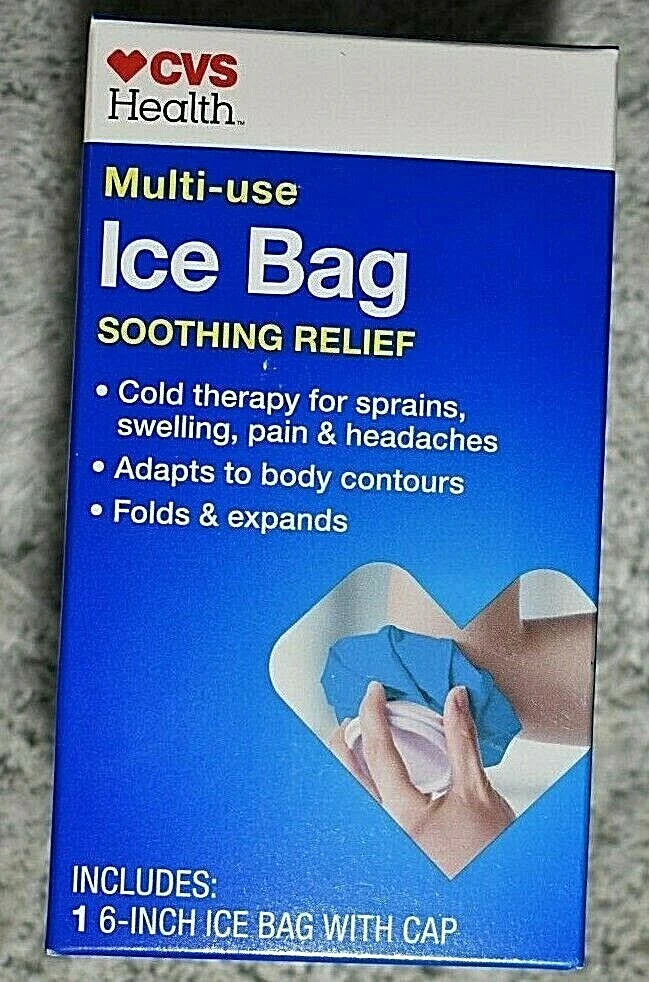 CVS
Health™
Multi-use
Ice Bag
SOOTHING RELIEF
• Cold therapy for sprains,
swelling, pain & headaches
• Adapts to body contours
• Folds & expands
INCLUDES:
1 6-INCH ICE BAG WITH CAP